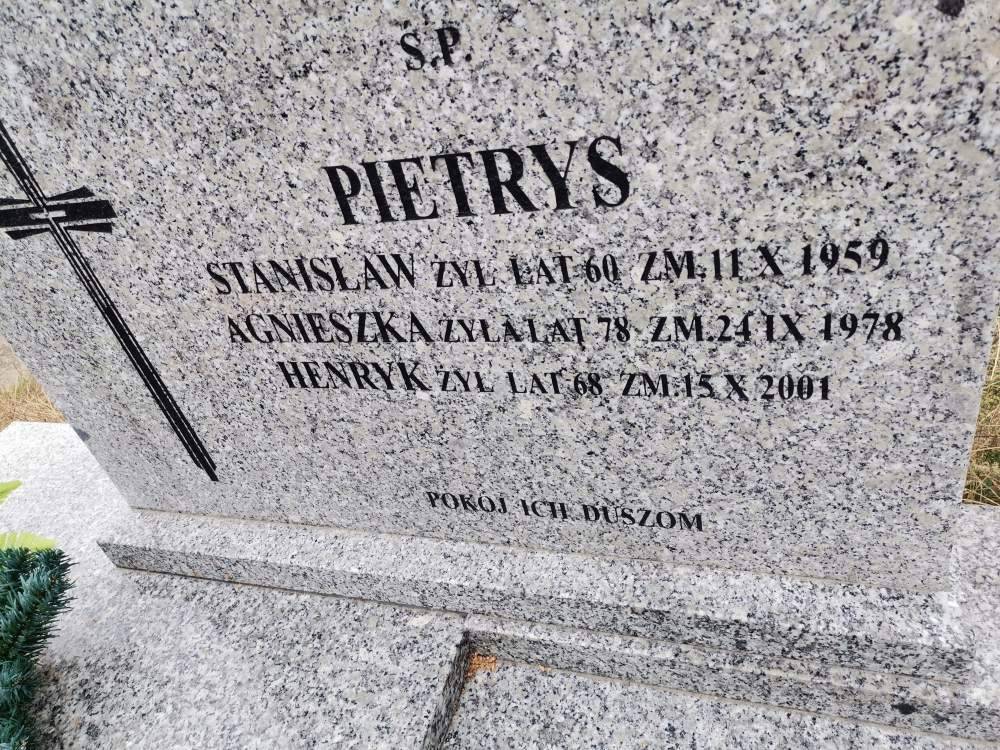 Ś.P.
PIETRYS
STANISŁAW ŻYŁ LAT 60 ZM.11 X 1959
AGNIESZKA ŻYŁA LAT 78 ZM.24 IX 1978
HENRYK ŻYŁ LAT 68 ZM.15 X 2001
POKÓJ ICH DUSZOM